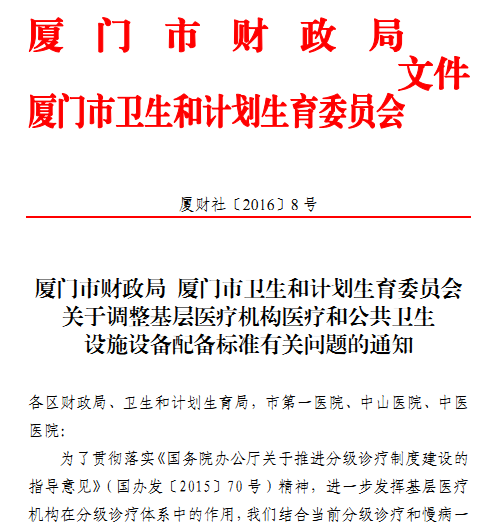 厦门市财政局
文件
厦门市卫生和计划生育委员会
厦财社〔2016〕8号
厦门市财政局 厦门市卫生和计划生育委员会
关于调整基层医疗机构医疗和公共卫生
设施设备配备标准有关问题的通知
各区财政局、卫生和计划生育局，市第一医院、中山医院、中医
医院：
为了贯彻落实《国务院办公厅关于推进分级诊疗制度建设的
指导意见》（国办发〔2015〕70号）精神，进一步发挥基层医疗
机构在分级诊疗体系中的作用，我们结合当前分级诊疗和慢病一